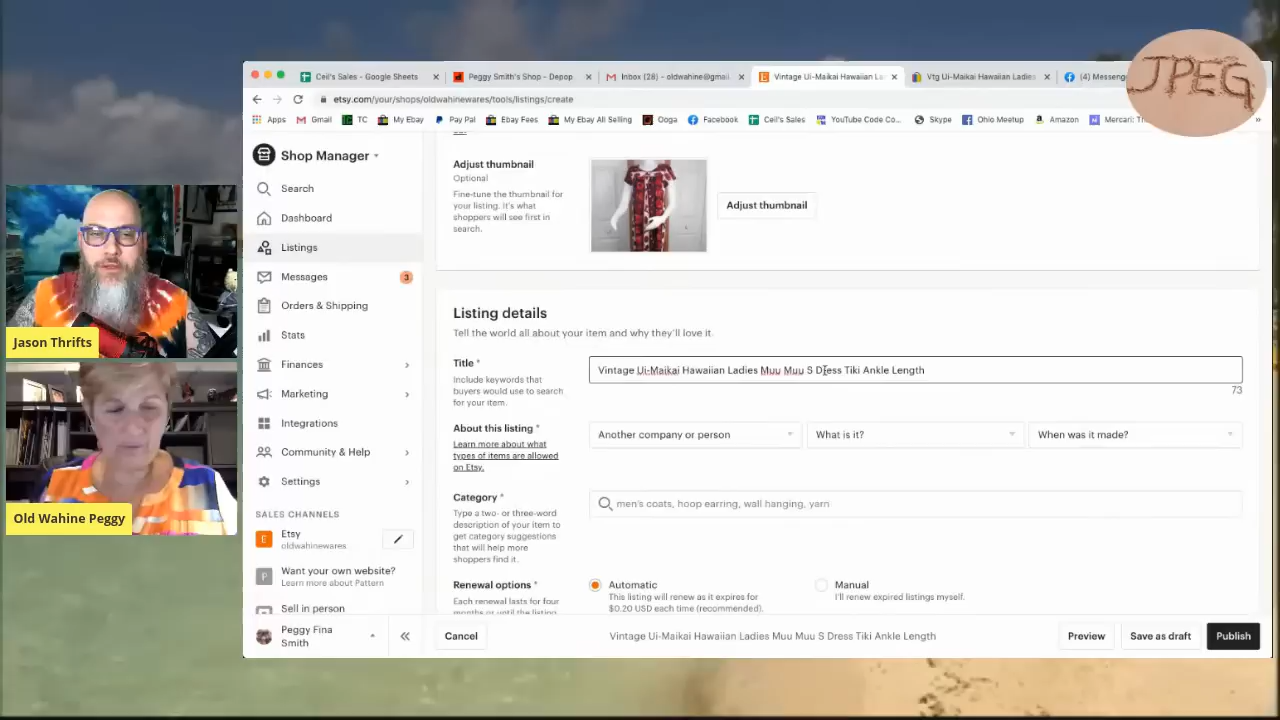 JPEG
Ceil's Sales - Google Sheets
Peggy Smith's Shop - Depop
Inbox (26) - oldwahine@gmai
Vintage Ui-Maikai Hawaiian La
Vtg Ui-Maikai Hawaiian Ladies
(4) Messeng
etsy.com/your/shops/oldwahinewares/tools/listings/create
Apps Gmail TC My Ebay Pay Pal Ebay Fees My Ebay All Selling Ooga Facebook Ceil's Sales YouTube Code Co... Skype Ohio Meetup Amazon Mercari:
Shop Manager
Search
Dashboard
Listings
Messages 3
Orders & Shipping
Stats
Finances
Marketing
Integrations
Community & Help
Settings
SALES CHANNELS
E
Etsy
oldwahinewares
P
Want your own website?
Learn more about Pattern
Sell in person
Peggy Fina
Smith
Adjust thumbnail
Optional
Fine-tune the thumbnail for
your listing. It's what
shoppers will see first in
search.
Adjust thumbnail
Listing details
Tell the world all about your item and why they'll love it.
Title *
Include keywords that
buyers would use to search
for your item.
Vintage Ui-Maikai Hawaiian Ladies Muu Muu S Dress Tiki Ankle Length
73
About this listing *
Learn more about what
types of items are allowed
on Etsy.
Another company or person
What is it?
When was it made?
Category *
Type a two- or three-word
description of your item to
get category suggestions
that will help more
shoppers find it.
men's coats, hoop earring, wall hanging, yarn
Renewal options *
Each renewal lasts for four
months or until the listing
Automatic
This listing will renew as it expires for
$0.20 USD each time (recommended).
Manual
I'll renew expired listings myself.
Cancel
Vintage Ui-Maikai Hawaiian Ladies Muu Muu S Dress Tiki Ankle Length
Preview
Save as draft
Publish
Jason Thrifts
Old Wahine Peggy